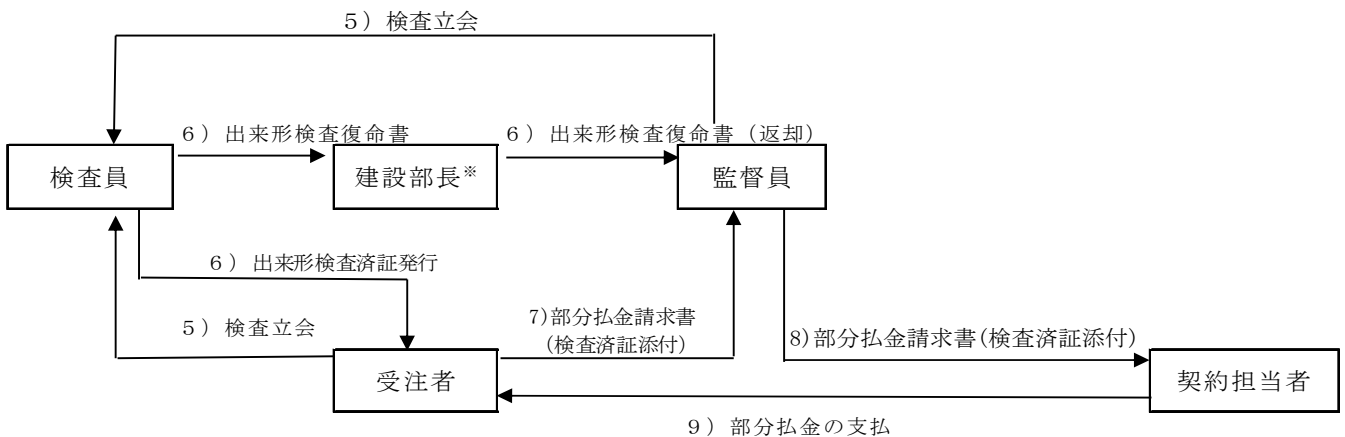 5）検査立会
6）出来形検査復命書
6）出来形検査復命書（返却）
検査員
建設部長※
監督員
6）出来形検査済証発行
5）検査立会
7)部分払金請求書
(検査済証添付)
8)部分払金請求書(検査済証添付)
受注者
契約担当者
9）部分払金の支払